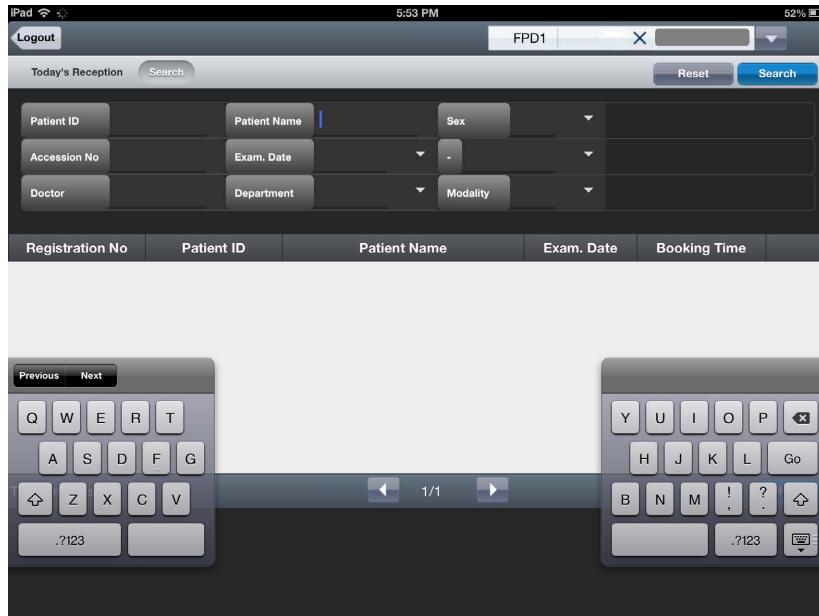 iPad 5:53 PM 52%
Logout FPD1
Today's Reception Search Reset Search
Patient ID Patient Name Sex
Accession No Exam. Date -
Doctor Department Modality
Registration No Patient ID Patient Name Exam. Date Booking Time
Previous Next
Q W E R T Y U I O P
A S D F G H J K L Go
1/1
Z X C V B N M ! , ? .
.?123 .?123